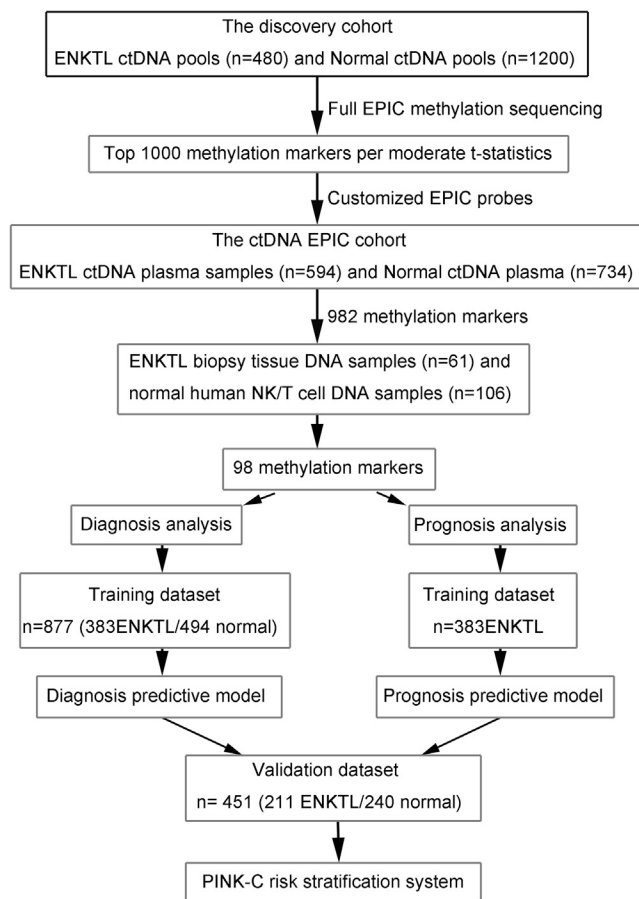 The discovery cohort
ENKTL ctDNA pools (n=480) and Normal ctDNA pools (n=1200)
Full EPIC methylation sequencing
Top 1000 methylation markers per moderate t-statistics
Customized EPIC probes
The ctDNA EPIC cohort
ENKTL ctDNA plasma samples (n=594) and Normal ctDNA plasma (n=734)
982 methylation markers
ENKTL biopsy tissue DNA samples (n=61) and
normal human NK/T cell DNA samples (n=106)
98 methylation markers
Diagnosis analysis
Prognosis analysis
Training dataset
n=877 (383ENKTL/494 normal)
Training dataset
n=383ENKTL
Diagnosis predictive model
Prognosis predictive model
Validation dataset
n= 451 (211 ENKTL/240 normal)
PINK-C risk stratification system